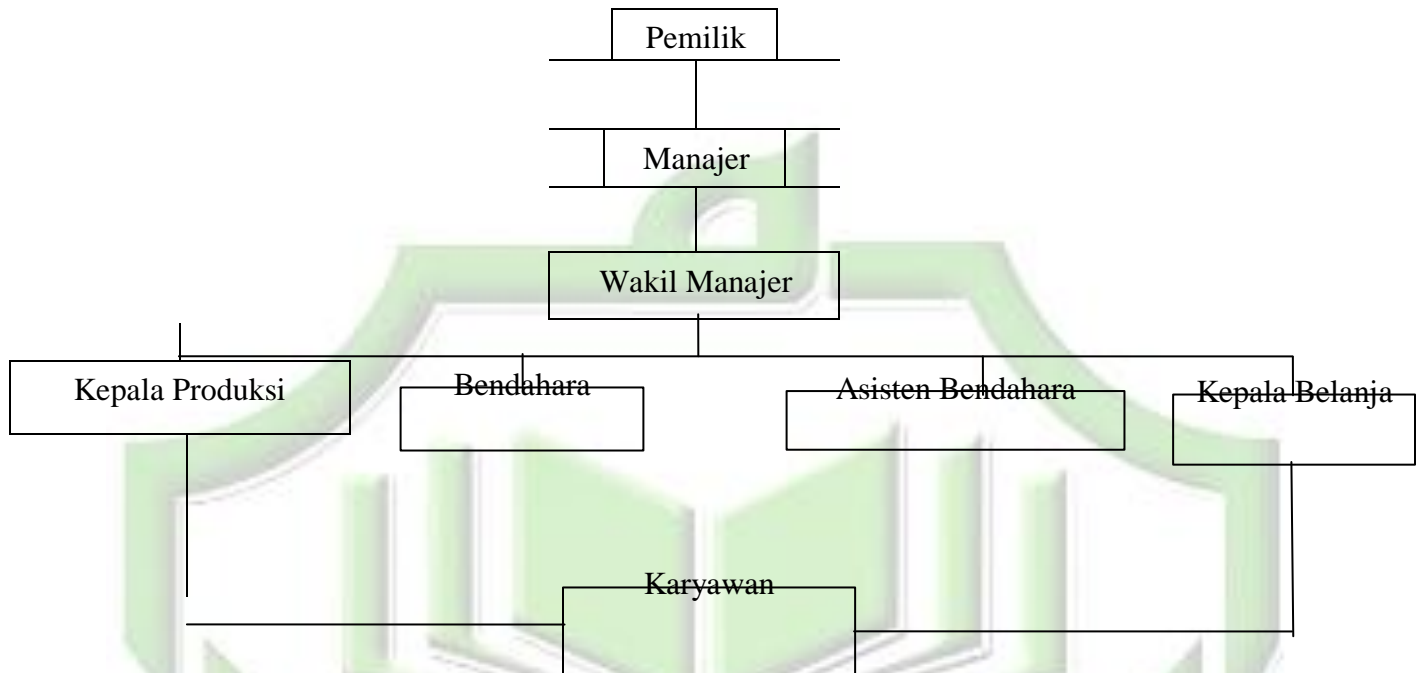 Pemilik
Manajer
Wakil Manajer
Kepala Produksi
Bendahara
Asisten Bendahara
Kepala Belanja
Karyawan